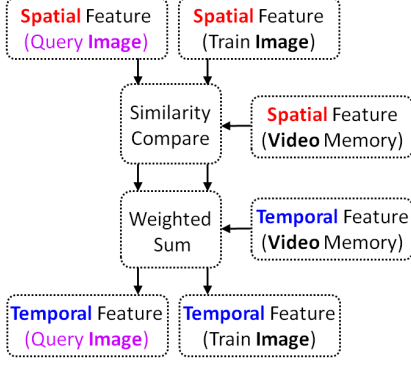 Spatial Feature
(Query Image)
Spatial Feature
(Train Image)
Similarity
Compare
Spatial Feature
(Video Memory)
Weighted
Sum
Temporal Feature
(Video Memory)
Temporal Feature
(Query Image)
Temporal Feature
(Train Image)